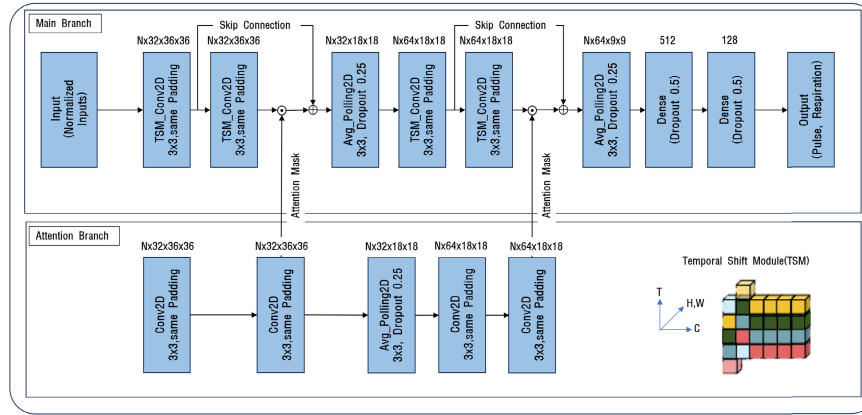 Main Branch
Skip Connection
Skip Connection
Nx32x36x36
Nx32x36x36
Nx32x18x18
Nx64x18x18
Nx64x18x18
Nx64x9x9
512
128
Input
(Normalized
Inputs)
TSM_Conv2D
3x3,same Padding
TSM_Conv2D
3x3,same Padding
Avg_Polling2D
3x3, Dropout 0.25
TSM_Conv2D
3x3,same Padding
TSM_Conv2D
3x3,same Padding
Avg_Polling2D
3x3, Dropout 0.25
Dense
(Dropout 0.5)
Dense
(Dropout 0.5)
Output
(Pulse, Respiration)
Attention Mask
Attention Mask
Attention Branch
Nx32x36x36
Nx32x36x36
Nx32x18x18
Nx64x18x18
Nx64x18x18
Conv2D
3x3,same Padding
Conv2D
3x3,same Padding
Avg_Polling2D
3x3, Dropout 0.25
Conv2D
3x3,same Padding
Conv2D
3x3,same Padding
Temporal Shift Module(TSM)
T
H,W
C